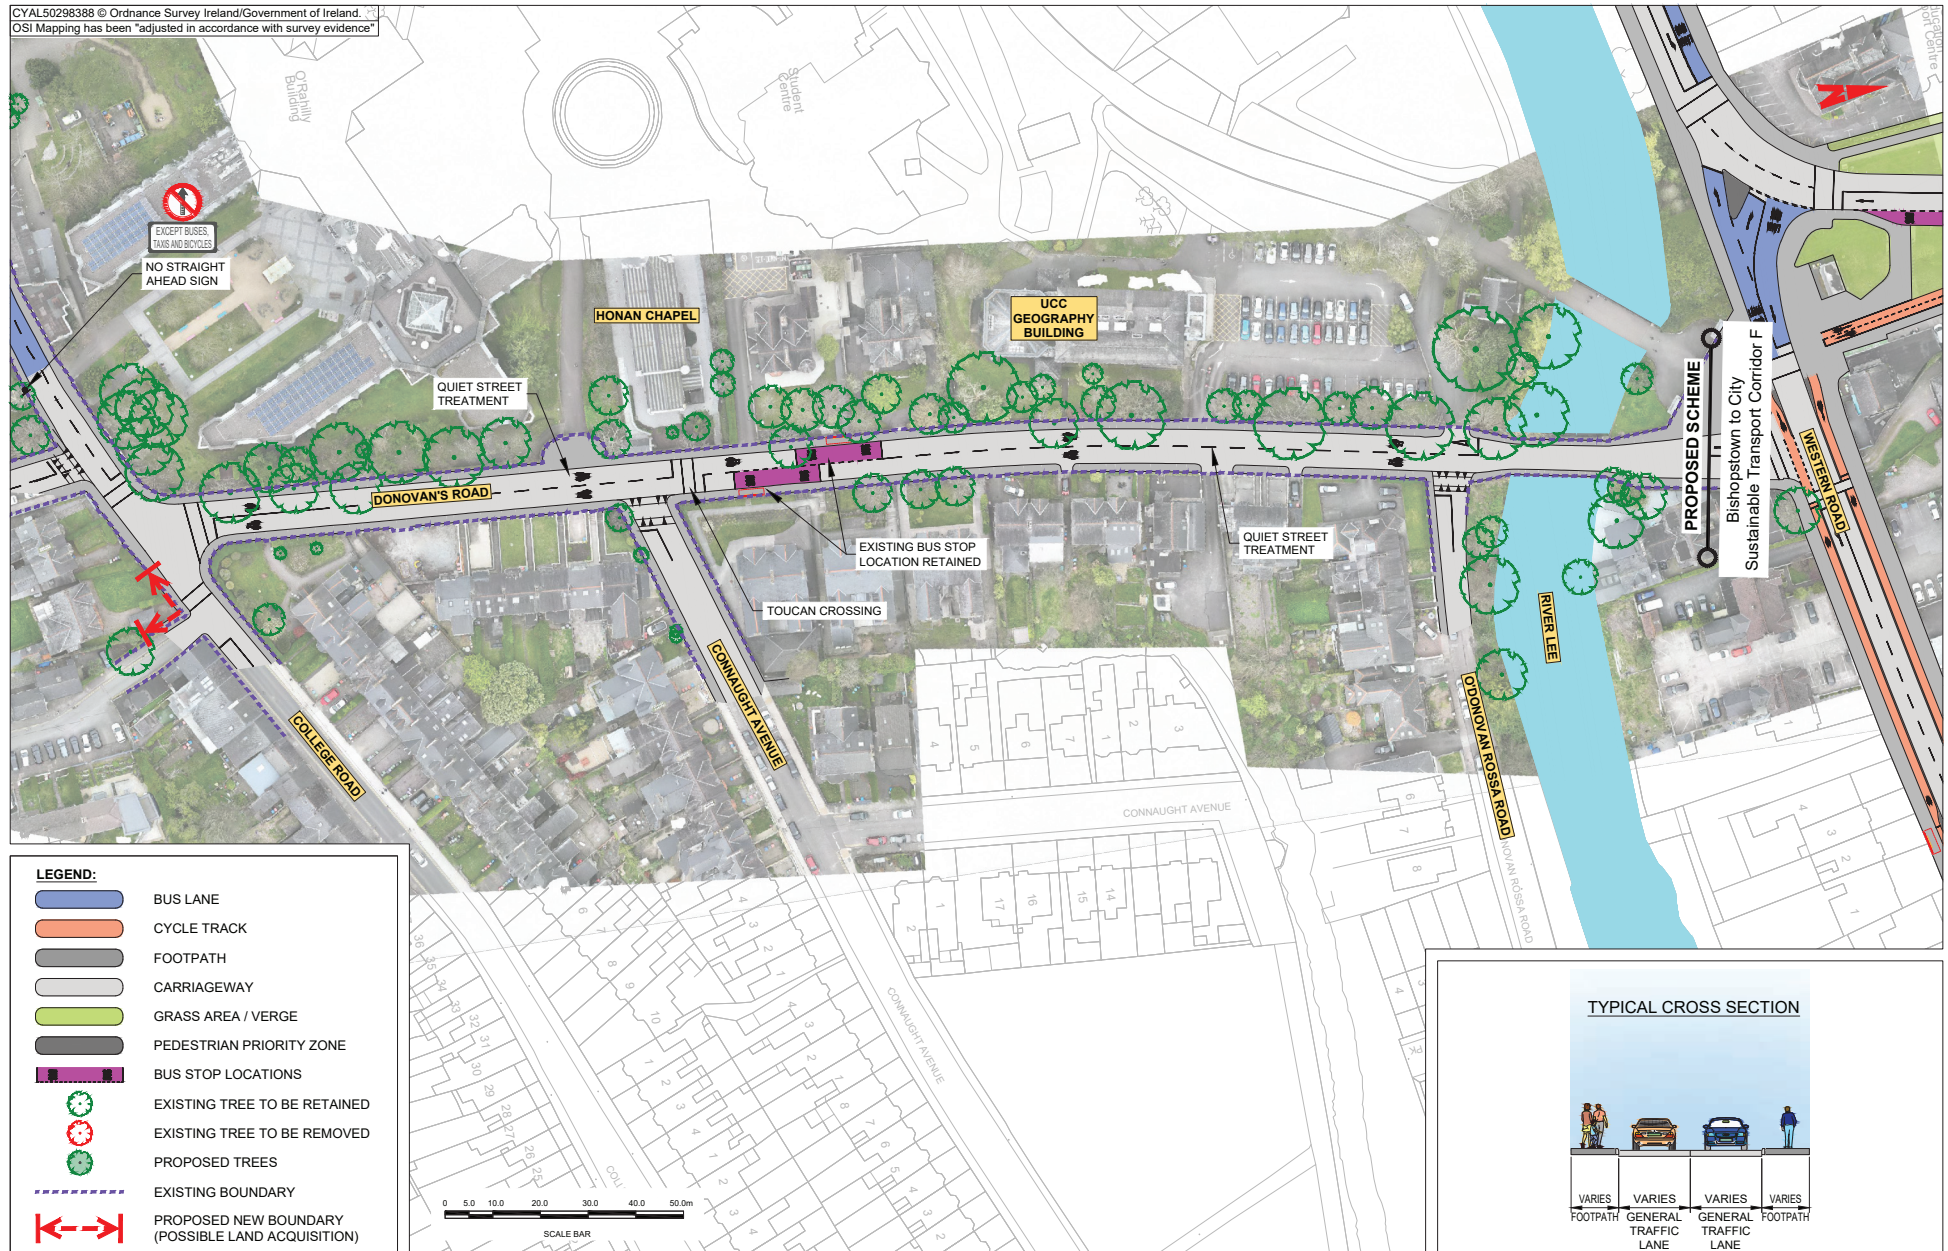 CYAL50298388 © Ordnance Survey Ireland/Government of Ireland.
OSI Mapping has been "adjusted in accordance with survey evidence"
O'Rahilly
Building
Student
Centre
EXCEPT BUSES,
TAXIS AND BICYCLES
NO STRAIGHT
AHEAD SIGN
HONAN CHAPEL
UCC
GEOGRAPHY
BUILDING
QUIET STREET
TREATMENT
DONOVAN'S ROAD
EXISTING BUS STOP
LOCATION RETAINED
TOUCAN CROSSING
QUIET STREET
TREATMENT
PROPOSED SCHEME
Bishopstown to City
Sustainable Transport Corridor F
WESTERN ROAD
RIVER LEE
N
COLLEGE ROAD
CONNAUGHT AVENUE
O'DONOVAN ROSSA ROAD
CONNAUGHT AVENUE
CONNAUGHT AVENUE
NOVAN ROSSA ROAD
LEGEND:
BUS LANE
CYCLE TRACK
FOOTPATH
CARRIAGEWAY
GRASS AREA / VERGE
PEDESTRIAN PRIORITY ZONE
BUS STOP LOCATIONS
EXISTING TREE TO BE RETAINED
EXISTING TREE TO BE REMOVED
PROPOSED TREES
EXISTING BOUNDARY
PROPOSED NEW BOUNDARY
(POSSIBLE LAND ACQUISITION)
0 5.0 10.0 20.0 30.0 40.0 50.0m
SCALE BAR
TYPICAL CROSS SECTION
VARIES VARIES VARIES VARIES
FOOTPATH GENERAL TRAFFIC LANE GENERAL TRAFFIC LANE FOOTPATH